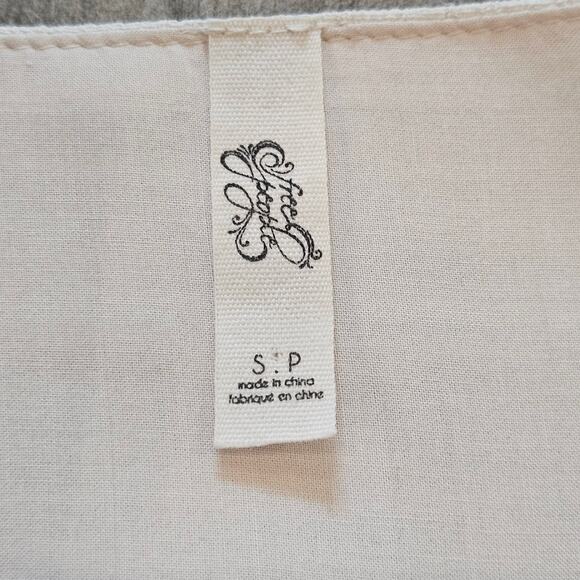 free
people
S . P
made in china
fabriqué en chine